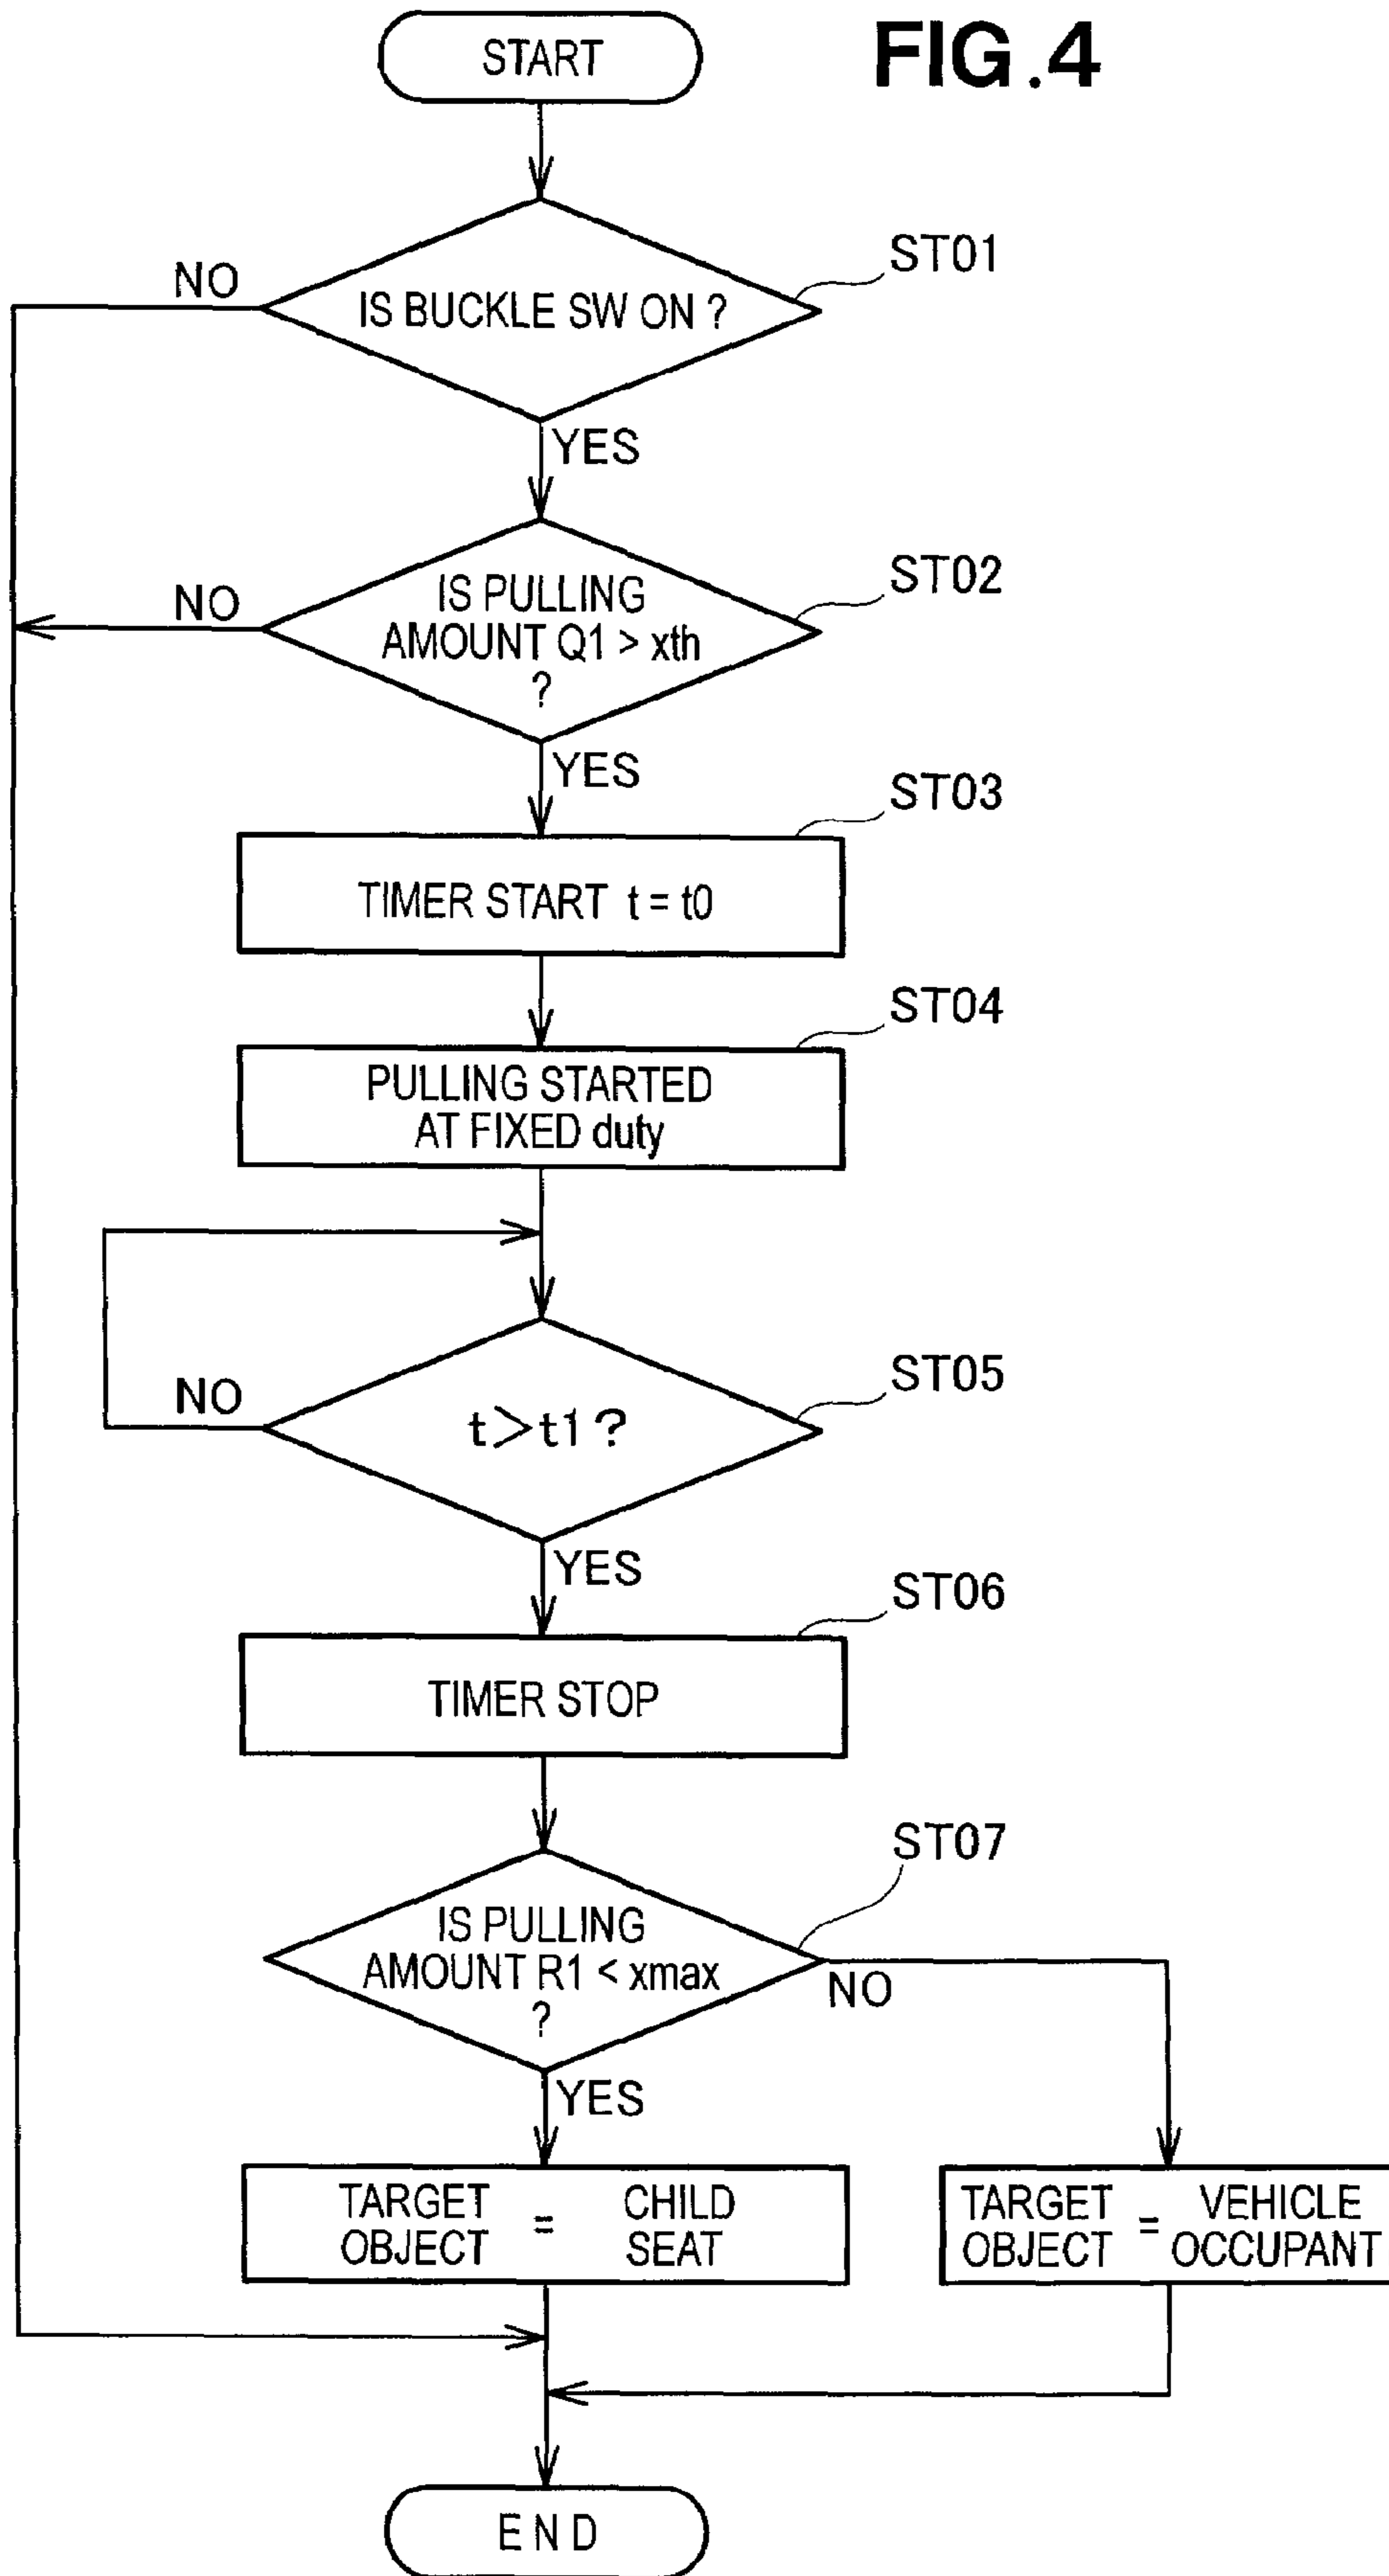 FIG.4
START
IS BUCKLE SW ON ?
ST01
NO
YES
IS PULLING
AMOUNT Q1 > xth
?
ST02
NO
YES
TIMER START t = t0
ST03
PULLING STARTED
AT FIXED duty
ST04
t>t1?
ST05
NO
YES
TIMER STOP
ST06
IS PULLING
AMOUNT R1 < xmax
?
ST07
NO
YES
TARGET OBJECT = CHILD SEAT
TARGET OBJECT = VEHICLE OCCUPANT
END